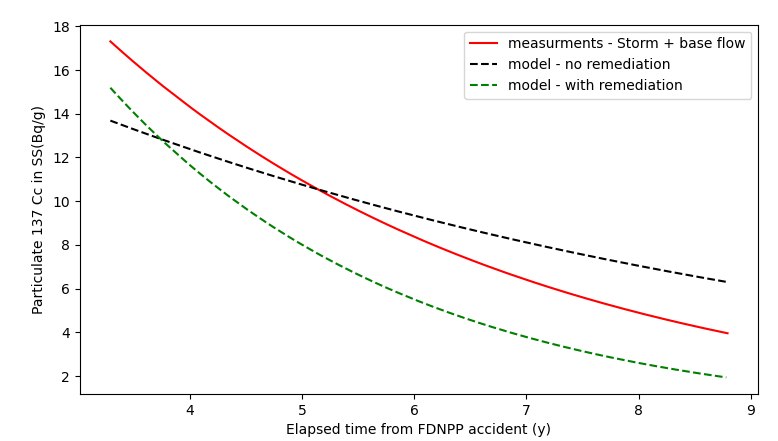 18
16
14
12
10
8
6
4
2
Particulate 137 Cc in SS(Bq/g)
measurments - Storm + base flow
model - no remediation
model - with remediation
4 5 6 7 8 9
Elapsed time from FDNPP accident (y)